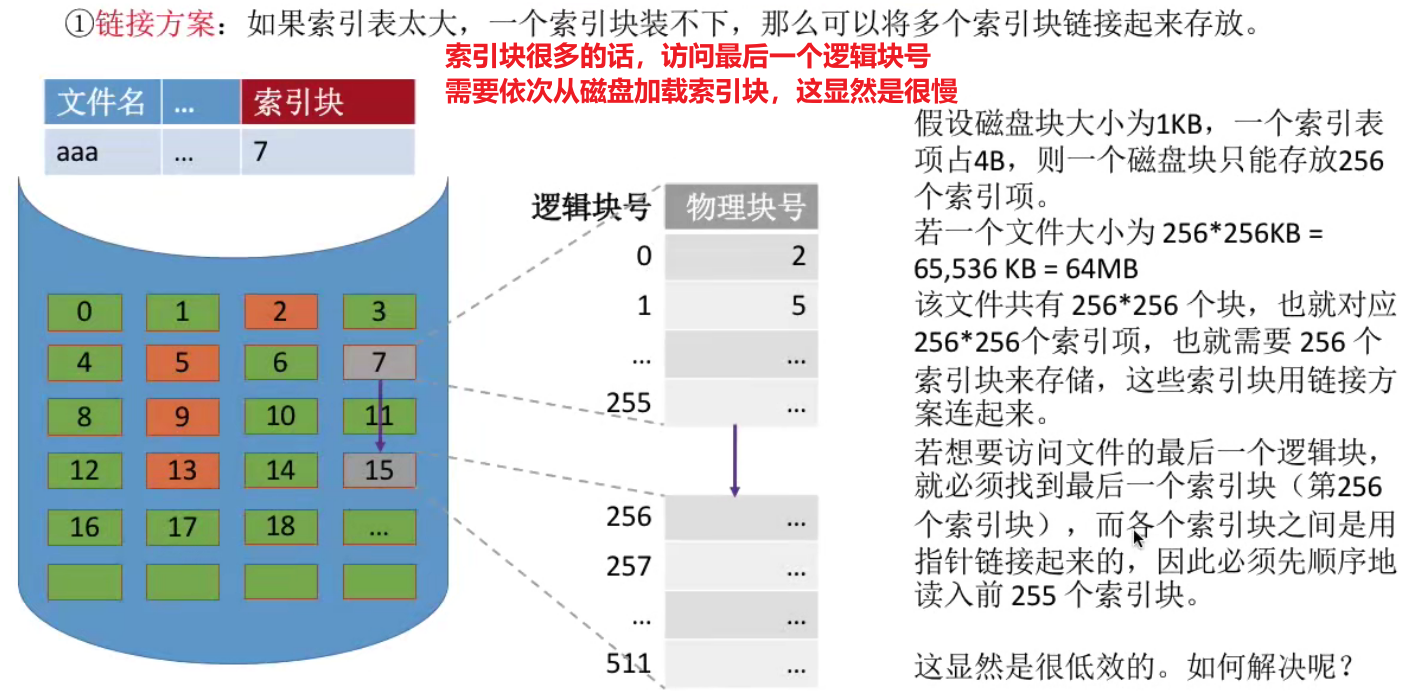 ①链接方案：如果索引表太大，一个索引块装不下，那么可以将多个索引块链接起来存放。
索引块很多的话，访问最后一个逻辑块号
需要依次从磁盘加载索引块，这显然是很慢
文件名 ... 索引块
aaa ... 7
0 1 2 3
4 5 6 7
8 9 10 11
12 13 14 15
16 17 18 ...
逻辑块号 物理块号
0 2
1 5
... ...
255 ...
256 ...
257 ...
... ...
511 ...
假设磁盘块大小为1KB，一个索引表
项占4B，则一个磁盘块只能存放256
个索引项。
若一个文件大小为 256*256KB =
65,536 KB = 64MB
该文件共有 256*256 个块，也就对应
256*256个索引项，也就需要 256 个
索引块来存储，这些索引块用链接方
案连起来。
若想要访问文件的最后一个逻辑块，
就必须找到最后一个索引块（第256
个索引块），而各个索引块之间是用
指针链接起来的，因此必须先顺序地
读入前 255 个索引块。
这显然是很低效的。如何解决呢？